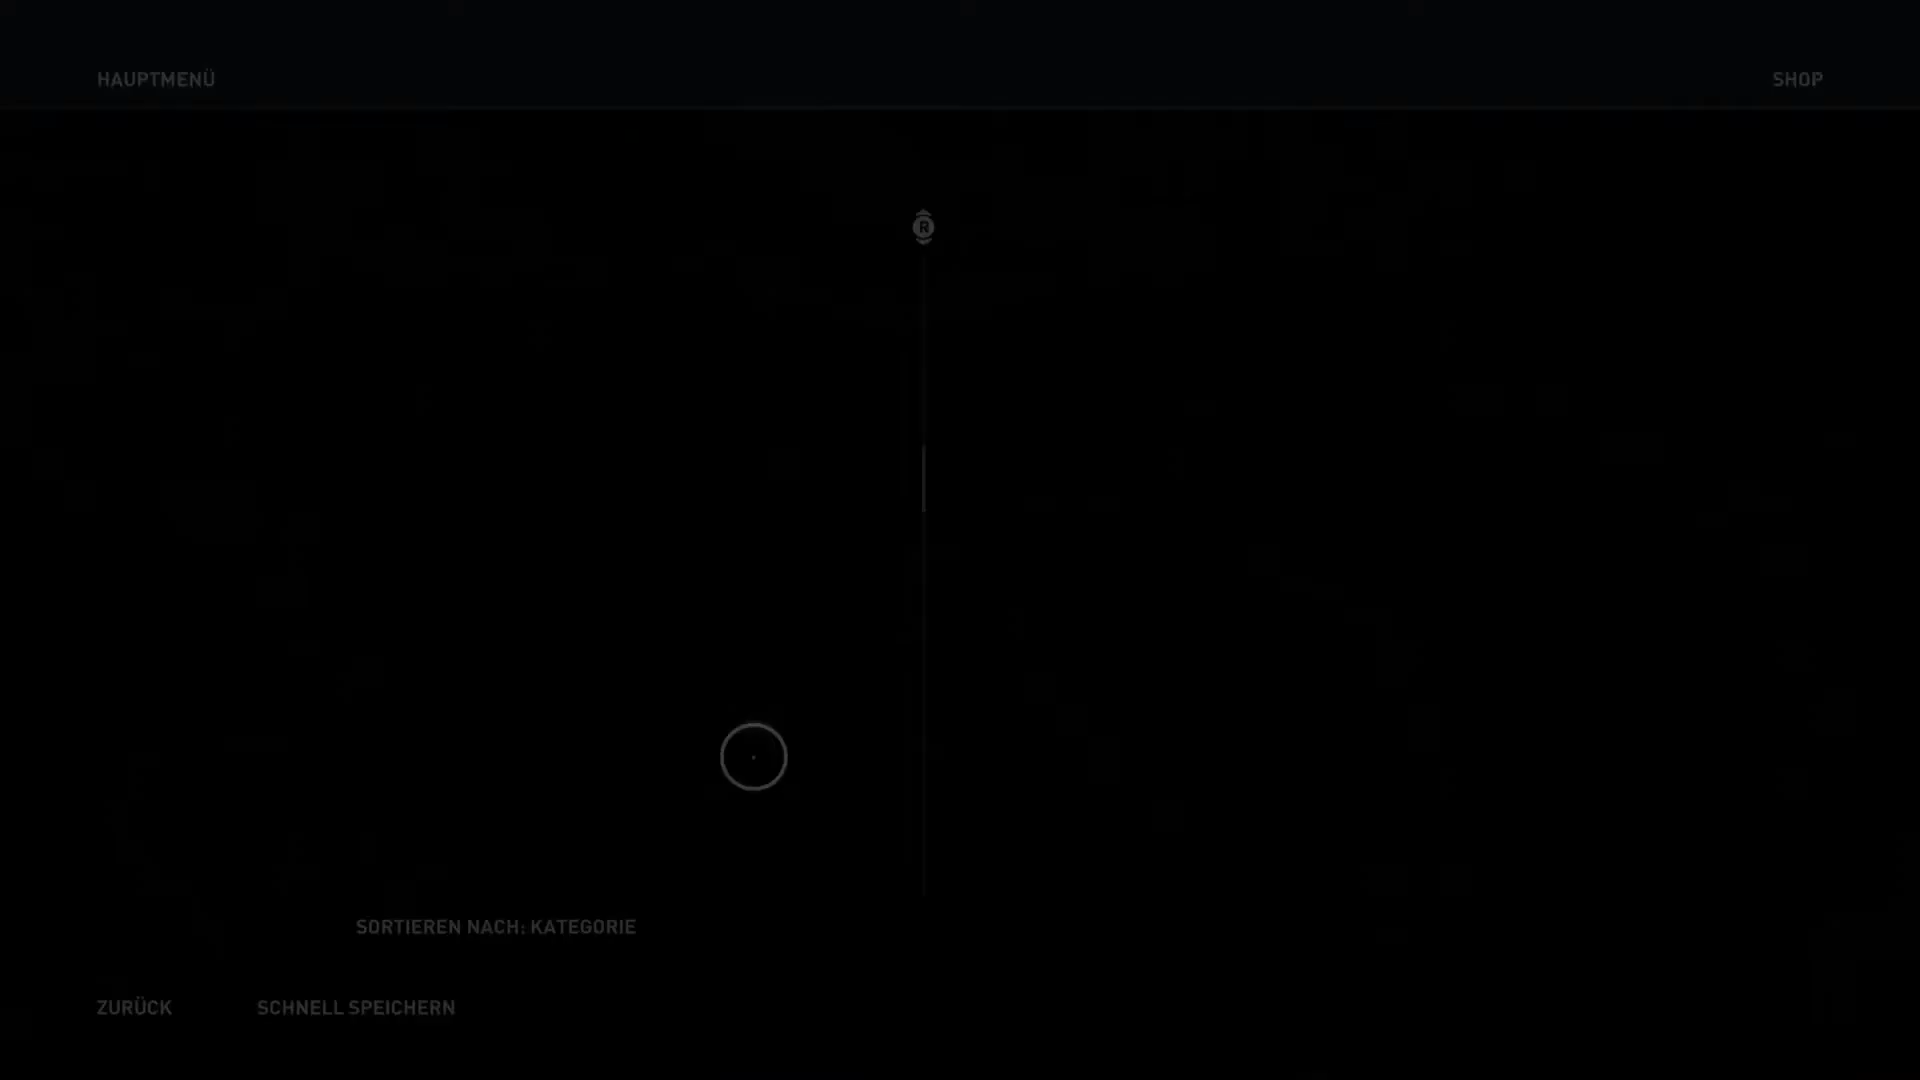 HAUPTMENÜ
SHOP
R
SORTIEREN NACH: KATEGORIE
ZURÜCK
SCHNELL SPEICHERN